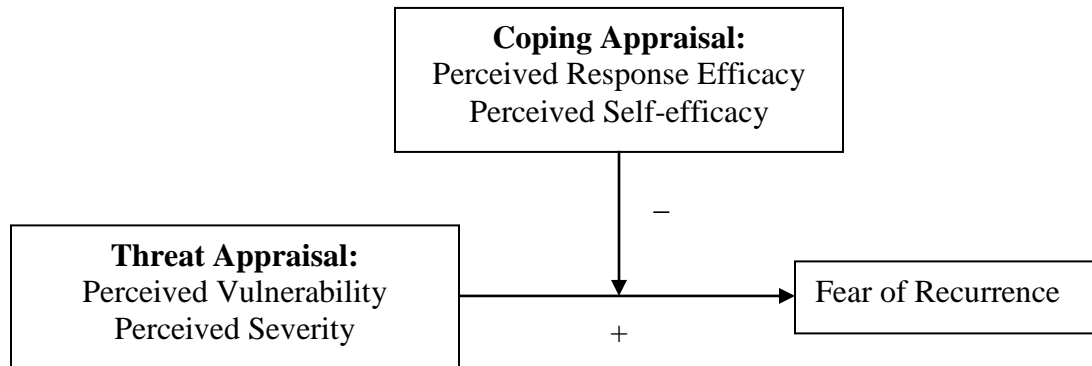 Coping Appraisal:
Perceived Response Efficacy
Perceived Self-efficacy
–
Threat Appraisal:
Perceived Vulnerability
Perceived Severity
Fear of Recurrence
+